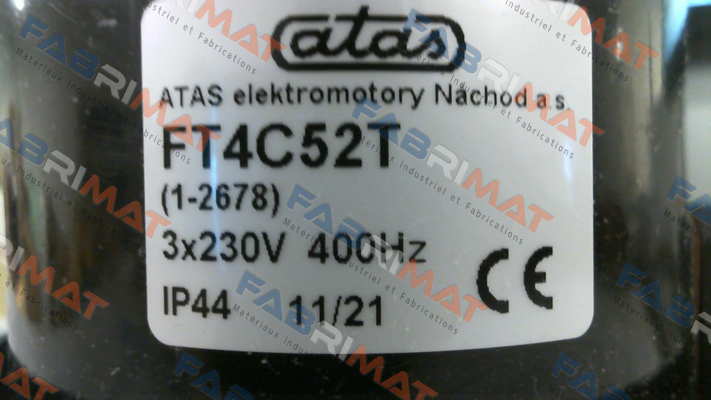 atas
ATAS elektromotory Náchod a.s.
FT4C52T
(1-2678)
3x230V 400Hz
IP44 11/21
CE
FABRIMAT
Materiaux Industriel et Fabrications